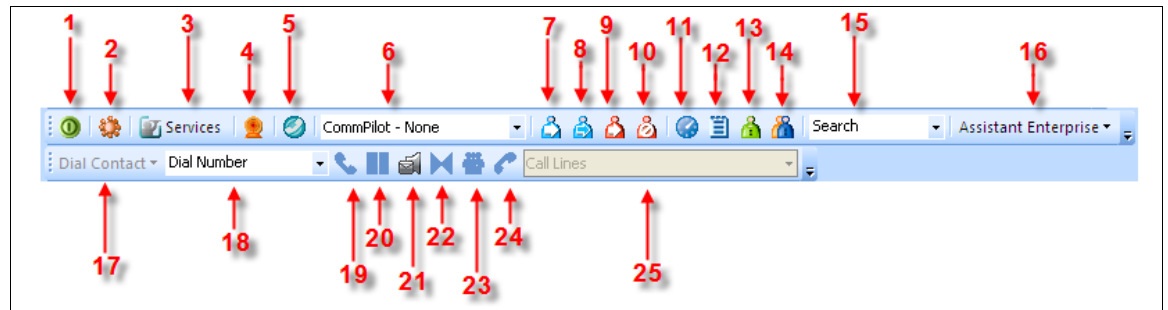 1 2 3 4 5 6 7 8 9 10 11 12 13 14 15 16
Services CommPilot - None Search Assistant Enterprise
Dial Contact Dial Number Call Lines
17 18 19 20 21 22 23 24 25